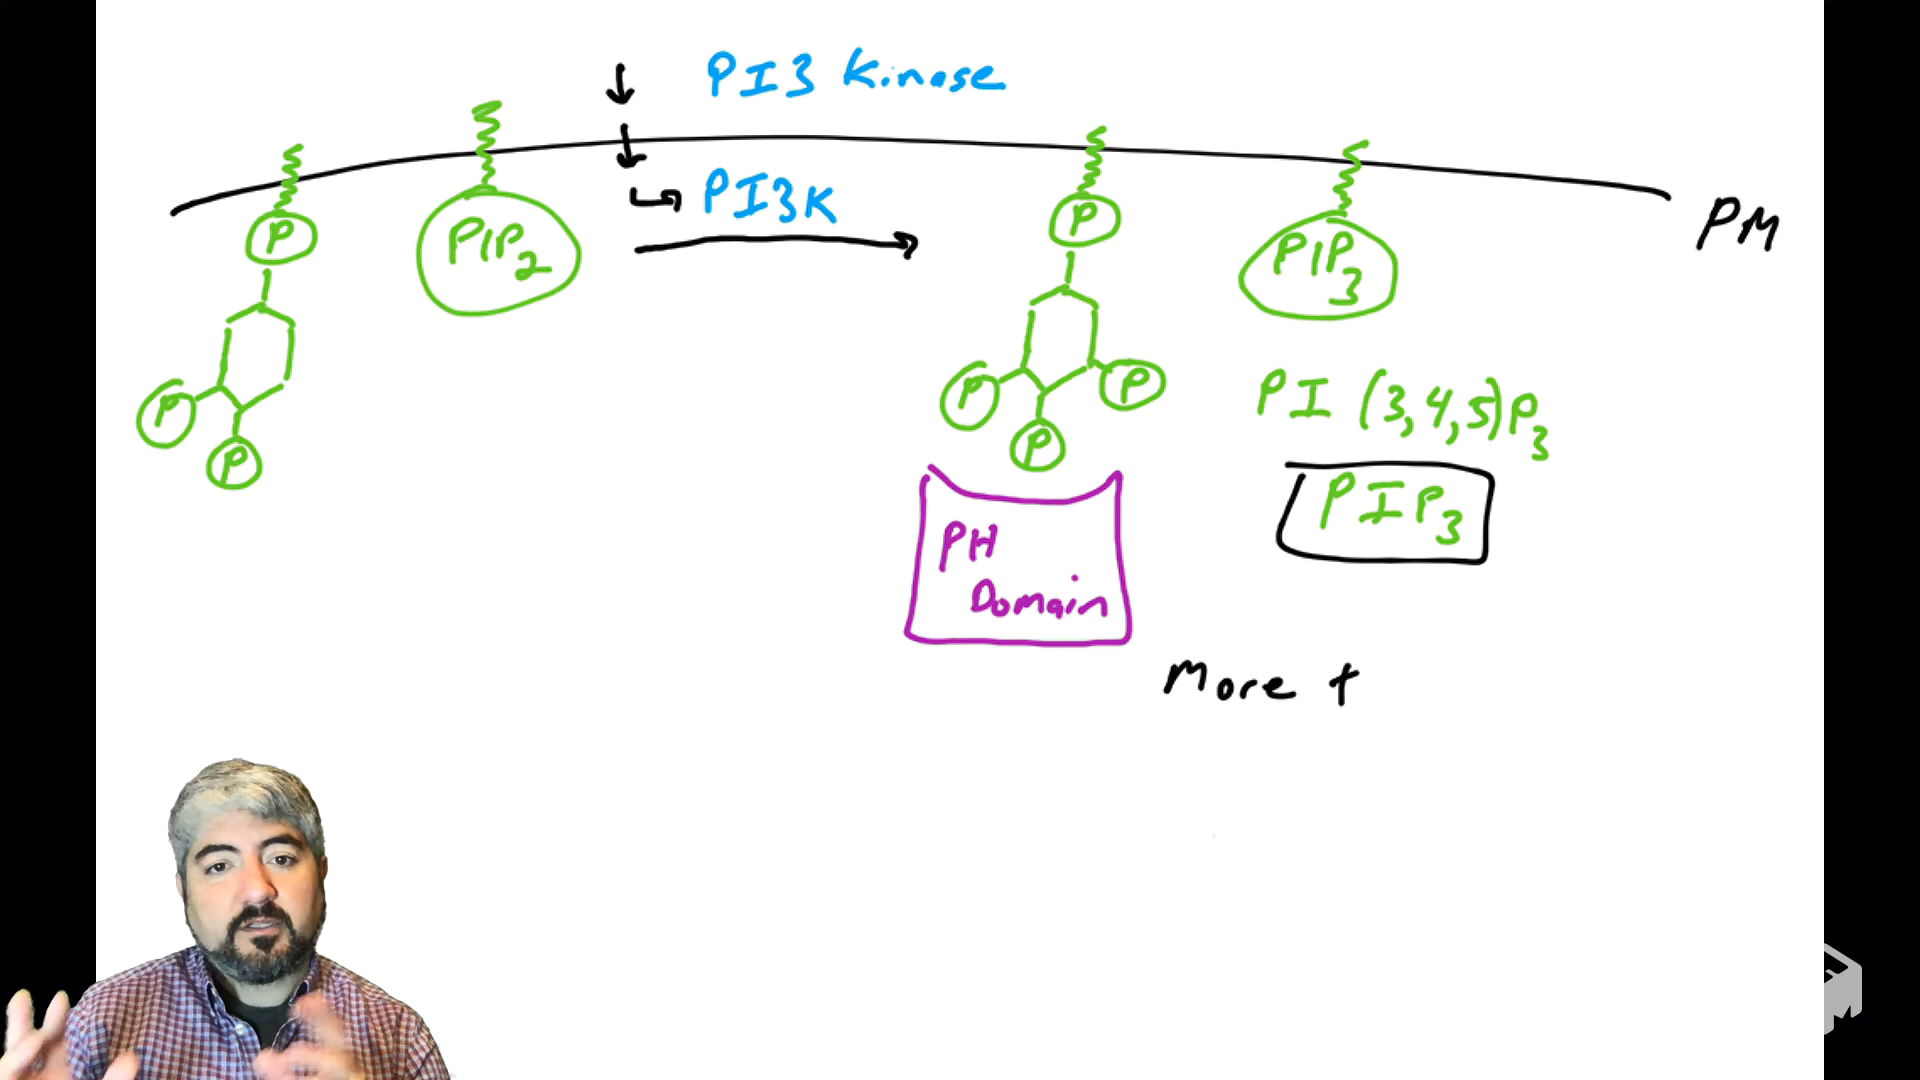 PI3 Kinase
PI3K
PM
P
PIP2
P
PIP3
P
P
P
P
P
PI (3,4,5)P3
PIP3
PH
Domain
More +